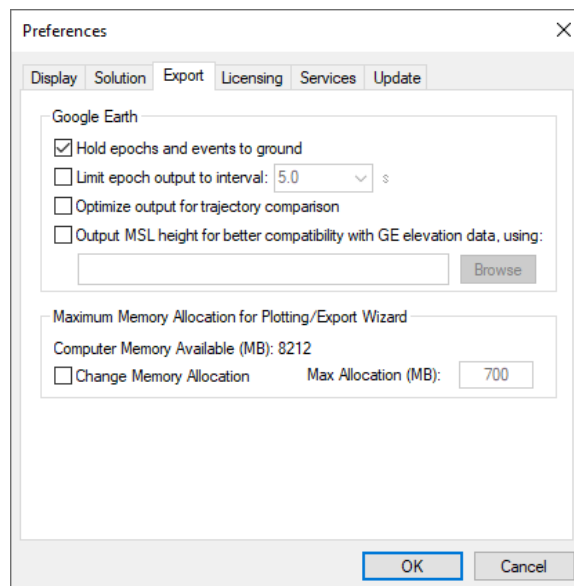 Preferences
Display Solution Export Licensing Services Update
Google Earth
Hold epochs and events to ground
Limit epoch output to interval: 5.0 s
Optimize output for trajectory comparison
Output MSL height for better compatibility with GE elevation data, using:
Browse
Maximum Memory Allocation for Plotting/Export Wizard
Computer Memory Available (MB): 8212
Change Memory Allocation Max Allocation (MB): 700
OK Cancel